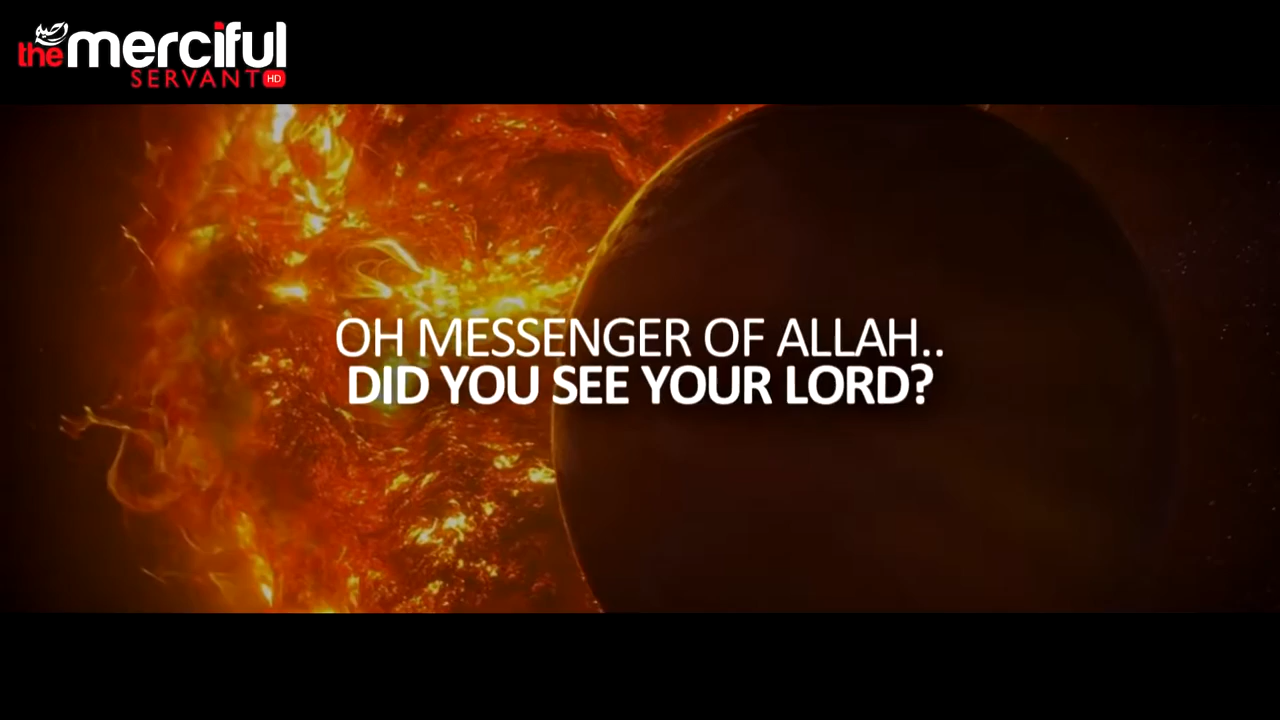 the merciful
SERVANT HD
OH MESSENGER OF ALLAH..
DID YOU SEE YOUR LORD?